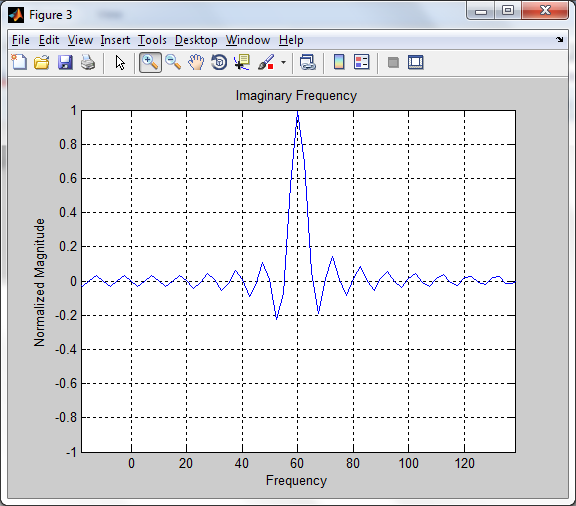 Figure 3
File Edit View Insert Tools Desktop Window Help
Imaginary Frequency
1
0.8
0.6
0.4
0.2
0
-0.2
-0.4
-0.6
-0.8
-1
Normalized Magnitude
0 20 40 60 80 100 120
Frequency